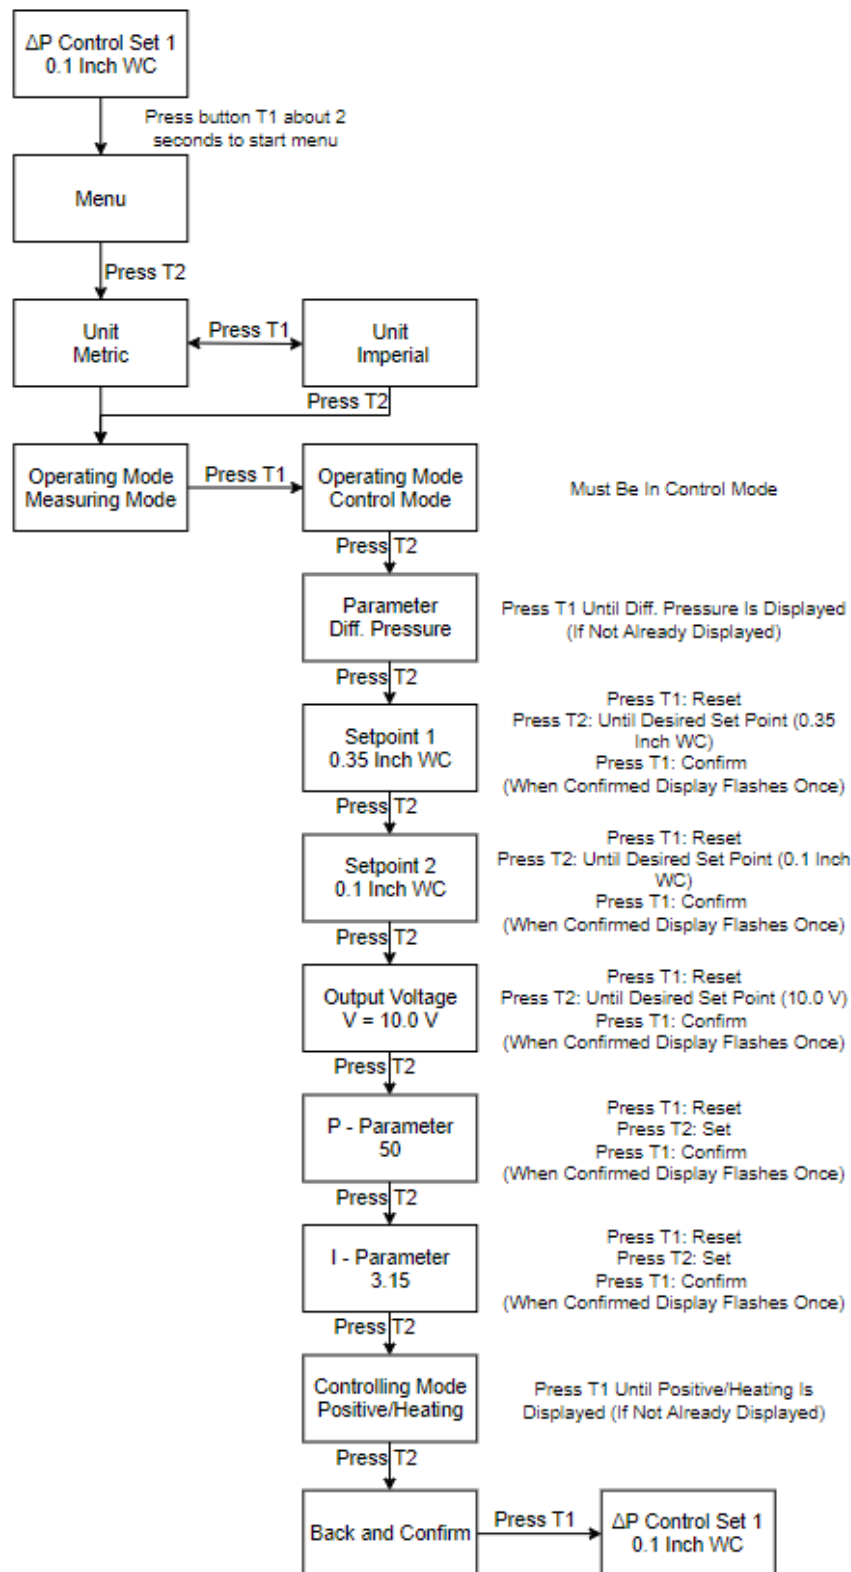 ΔP Control Set 1
0.1 Inch WC
Press button T1 about 2
seconds to start menu
Menu
Press T2
Unit
Metric
Press T1
Unit
Imperial
Press T2
Operating Mode
Measuring Mode
Press T1
Operating Mode
Control Mode
Must Be In Control Mode
Press T2
Parameter
Diff. Pressure
Press T1 Until Diff. Pressure Is Displayed
(If Not Already Displayed)
Press T2
Setpoint 1
0.35 Inch WC
Press T1: Reset
Press T2: Until Desired Set Point (0.35
Inch WC)
Press T1: Confirm
(When Confirmed Display Flashes Once)
Press T2
Setpoint 2
0.1 Inch WC
Press T1: Reset
Press T2: Until Desired Set Point (0.1 Inch
WC)
Press T1: Confirm
(When Confirmed Display Flashes Once)
Press T2
Output Voltage
V = 10.0 V
Press T1: Reset
Press T2: Until Desired Set Point (10.0 V)
Press T1: Confirm
(When Confirmed Display Flashes Once)
Press T2
P - Parameter
50
Press T1: Reset
Press T2: Set
Press T1: Confirm
(When Confirmed Display Flashes Once)
Press T2
I - Parameter
3.15
Press T1: Reset
Press T2: Set
Press T1: Confirm
(When Confirmed Display Flashes Once)
Press T2
Controlling Mode
Positive/Heating
Press T1 Until Positive/Heating Is
Displayed (If Not Already Displayed)
Press T2
Back and Confirm
Press T1
ΔP Control Set 1
0.1 Inch WC